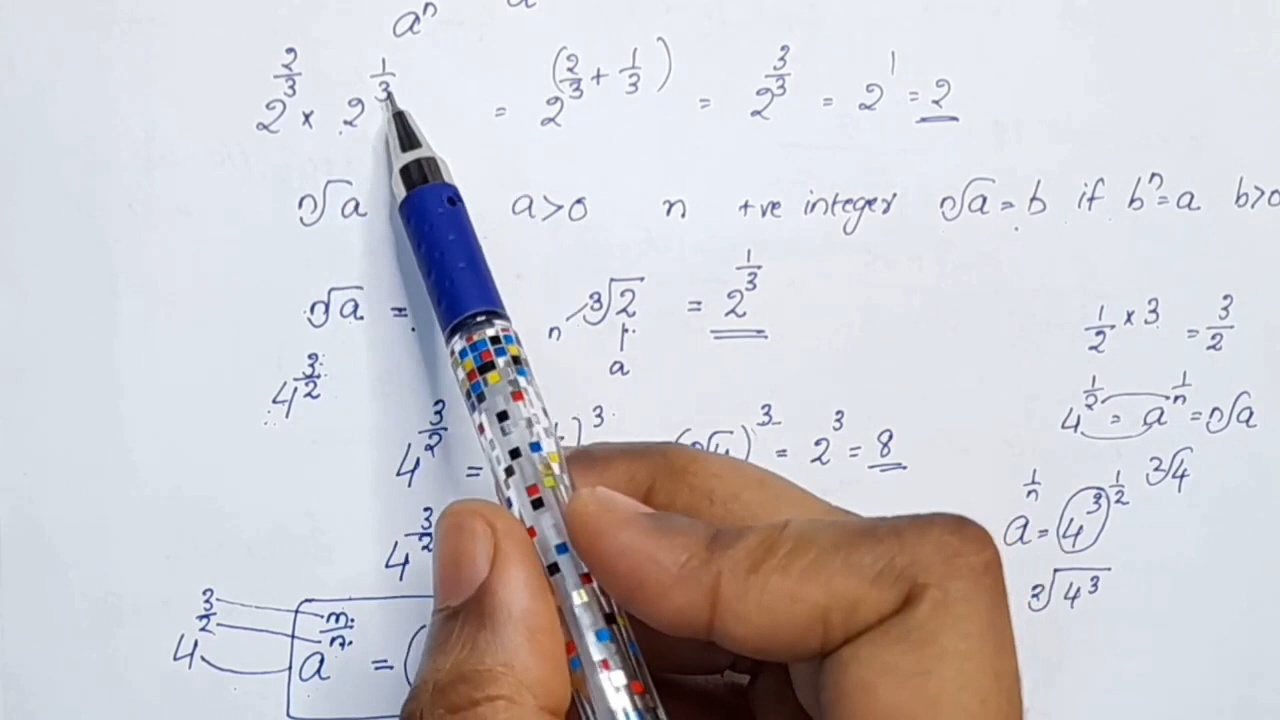 aⁿ a
2^(2/3) × 2^(1/3) = 2^(2/3 + 1/3) = 2^(3/3) = 2¹ = 2
ⁿ√a a>0 n +ve integer ⁿ√a = b if bⁿ = a b>0
ⁿ√a = n ³√2 = 2^(1/3)
a
1/2 × 3 = 3/2
4^(3/2)
4^(1/2) = a^(1/n) = ⁿ√a
4^(3/2) = )³ = 2³ = 8
³√4
a^(1/n) = (4³)^(1/2)
4^(3/2)
²√4³
4^(3/2) a^(m/n) = (